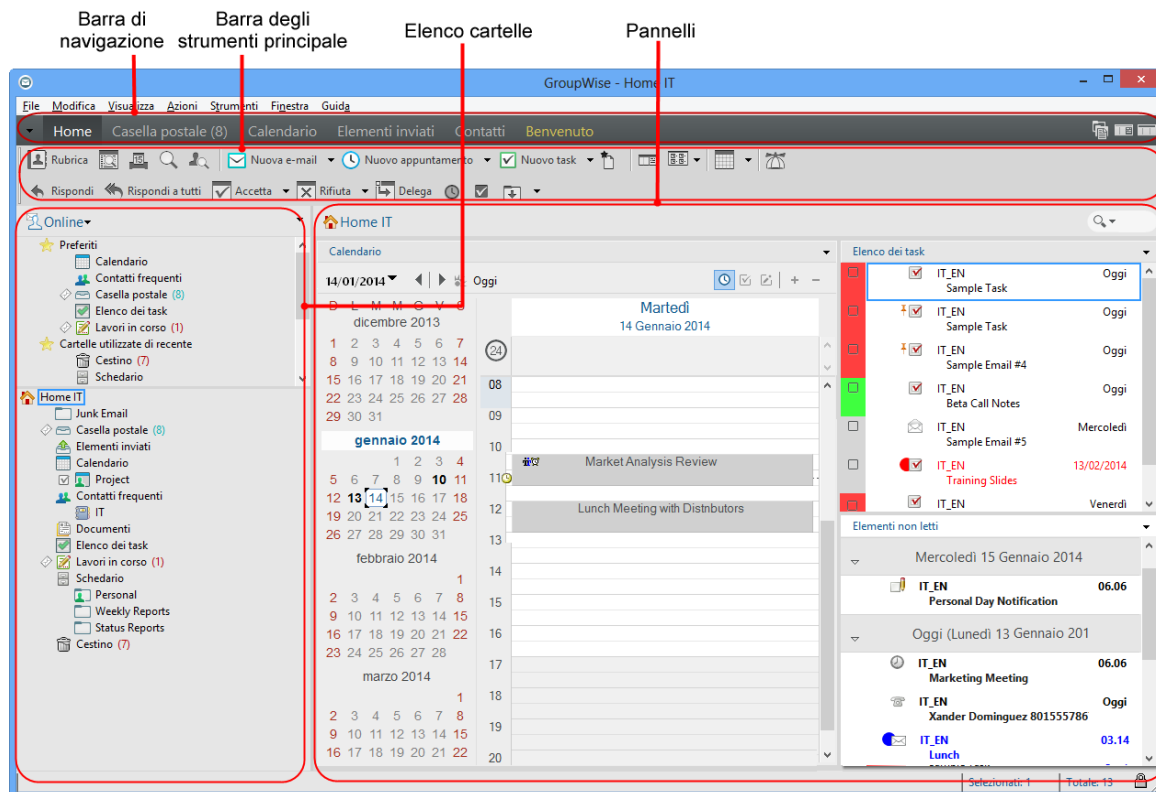 Barra di navigazione
Barra degli strumenti principale
Elenco cartelle
Pannelli
GroupWise - Home IT
File Modifica Visualizza Azioni Strumenti Finestra Guida
Home Casella postale (8) Calendario Elementi inviati Contatti Benvenuto
Rubrica Nuova e-mail Nuovo appuntamento Nuovo task
Rispondi Rispondi a tutti Accetta Rifiuta Delega
Online
Preferiti
Calendario
Contatti frequenti
Casella postale (8)
Elenco dei task
Lavori in corso (1)
Cartelle utilizzate di recente
Cestino (7)
Schedario
Home IT
Junk Email
Casella postale (8)
Elementi inviati
Calendario
Project
Contatti frequenti
IT
Documenti
Elenco dei task
Lavori in corso (1)
Schedario
Personal
Weekly Reports
Status Reports
Cestino (7)
Home IT
Calendario
14/01/2014 Oggi
D L M M G V S
dicembre 2013
1 2 3 4 5 6 7
8 9 10 11 12 13 14
15 16 17 18 19 20 21
22 23 24 25 26 27 28
29 30 31
gennaio 2014
1 2 3 4
5 6 7 8 9 10 11
12 13 14 15 16 17 18
19 20 21 22 23 24 25
26 27 28 29 30 31
febbraio 2014
1
2 3 4 5 6 7 8
9 10 11 12 13 14 15
16 17 18 19 20 21 22
23 24 25 26 27 28
marzo 2014
1
2 3 4 5 6 7 8
9 10 11 12 13 14 15
16 17 18 19 20 21 22
Martedì
14 Gennaio 2014
24
08
09
10
Market Analysis Review
11
12
Lunch Meeting with Distributors
13
14
15
16
17
18
19
20
Elenco dei task
IT_EN Oggi
Sample Task
IT_EN Oggi
Sample Task
IT_EN Oggi
Sample Email #4
IT_EN Oggi
Beta Call Notes
IT_EN Mercoledì
Sample Email #5
IT_EN 13/02/2014
Training Slides
IT_EN Venerdì
Elementi non letti
Mercoledì 15 Gennaio 2014
IT_EN 06.06
Personal Day Notification
Oggi (Lunedì 13 Gennaio 201
IT_EN 06.06
Marketing Meeting
IT_EN Oggi
Xander Dominguez 801555786
IT_EN 03.14
Lunch
Selezionati: 1 Totale: 13